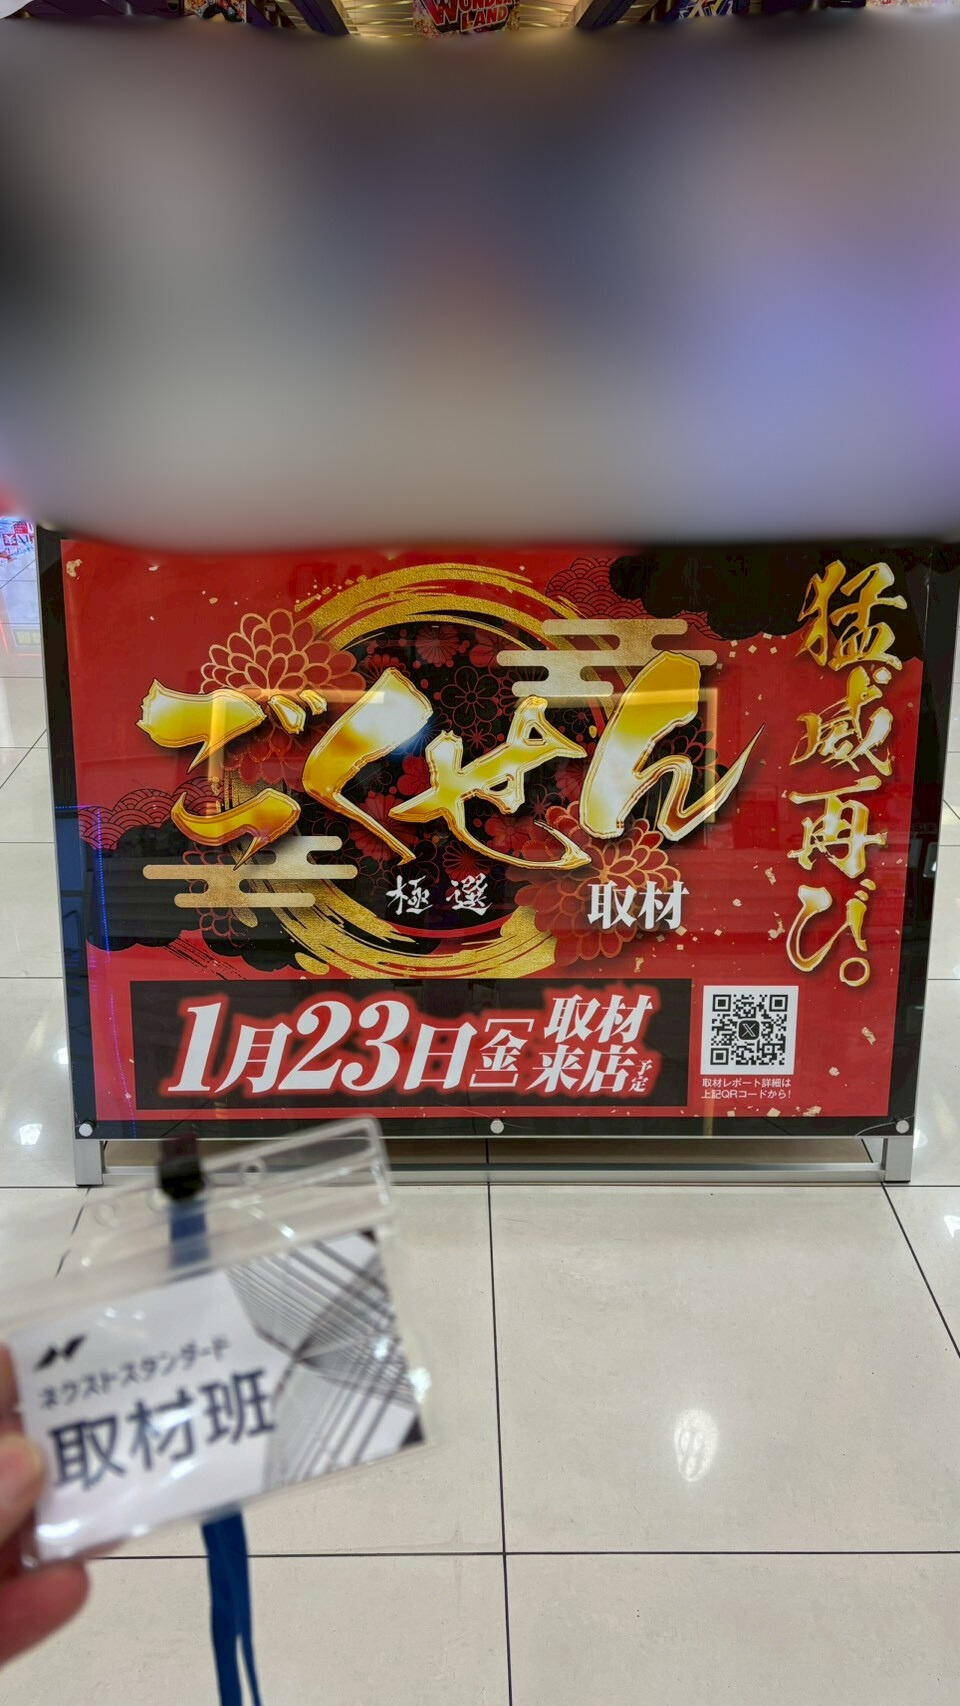 WONDER
LAND
猛威再び。
ごくせん
極選
取材
1月23日[金]取材来店予定
取材レポート詳細は
上記QRコードから!
ネクストスタンダード
取材班